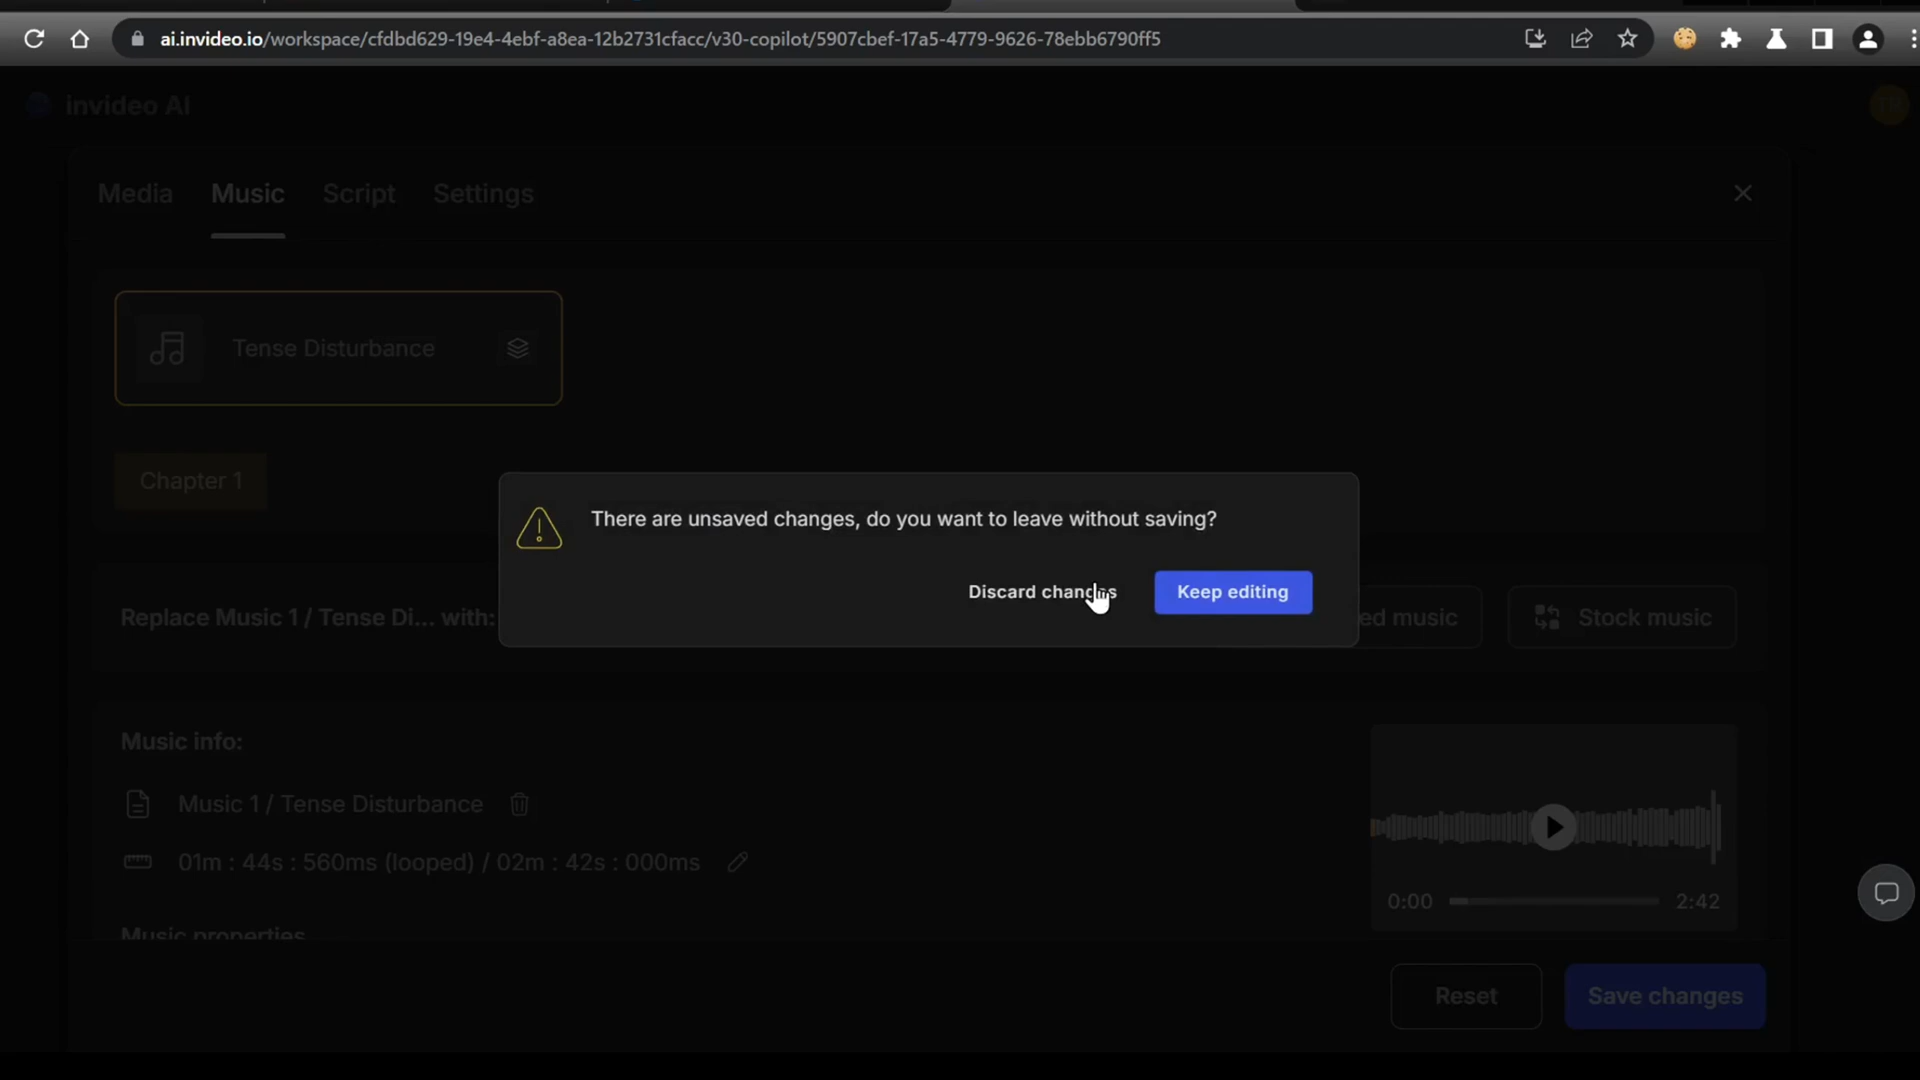 ai.invideo.io/workspace/cfdbd629-19e4-4ebf-a8ea-12b2731cfacc/v30-copilot/5907cbef-17a5-4779-9626-78ebb6790ff5
invideo AI
Media Music Script Settings
Tense Disturbance
Chapter 1
There are unsaved changes, do you want to leave without saving?
Discard changes Keep editing
Replace Music 1 / Tense Di... with: ed music Stock music
Music info:
Music 1 / Tense Disturbance
01m : 44s : 560ms (looped) / 02m : 42s : 000ms
0:00 2:42
Music properties
Reset Save changes